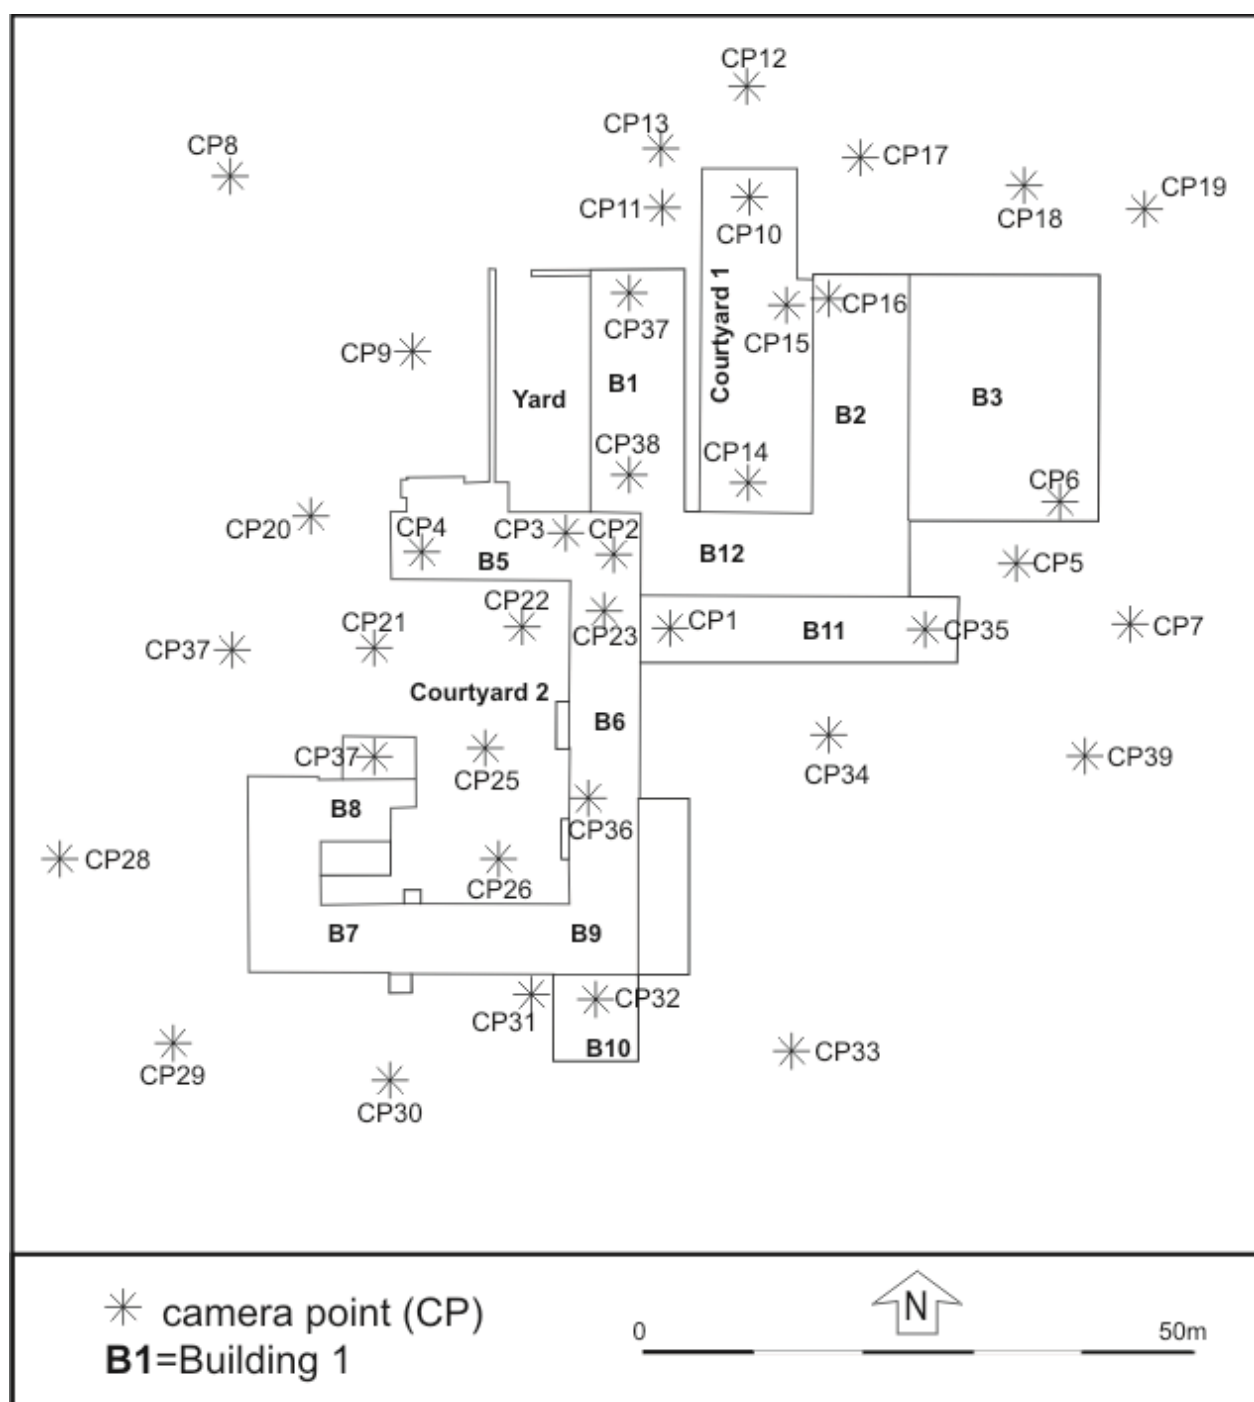 CP12
CP13
CP8
CP17
CP19
CP11
CP18
CP10
CP16
CP37
CP15
Courtyard 1
CP9
B1
Yard
B3
B2
CP38
CP14
CP6
CP20
CP4
CP3
CP2
B5
B12
CP5
CP22
CP21
CP23
CP1
B11
CP35
CP7
CP37
Courtyard 2
B6
CP37
CP25
CP34
CP39
B8
CP36
CP28
CP26
B7
B9
CP32
CP31
B10
CP33
CP29
CP30
camera point (CP)
B1=Building 1
N
0
50m